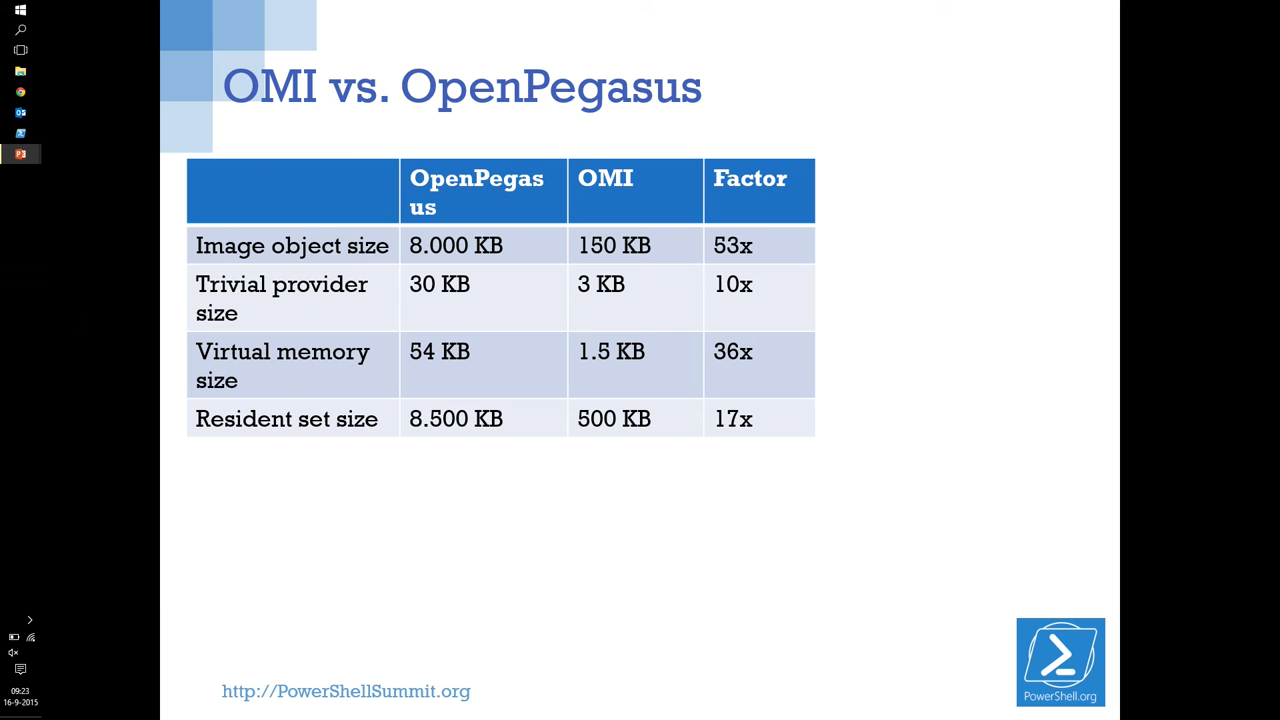 OMI vs. OpenPegasus
OpenPegas
us
OMI
Factor
Image object size
8.000 KB
150 KB
53x
Trivial provider
size
30 KB
3 KB
10x
Virtual memory
size
54 KB
1.5 KB
36x
Resident set size
8.500 KB
500 KB
17x
PowerShell.org
http://PowerShellSummit.org
09:23
16-9-2015